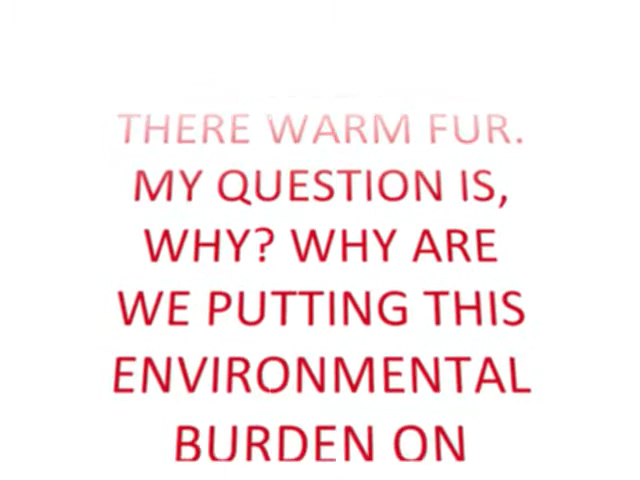 THERE WARM FUR.
MY QUESTION IS,
WHY? WHY ARE
WE PUTTING THIS
ENVIRONMENTAL
BURDEN ON